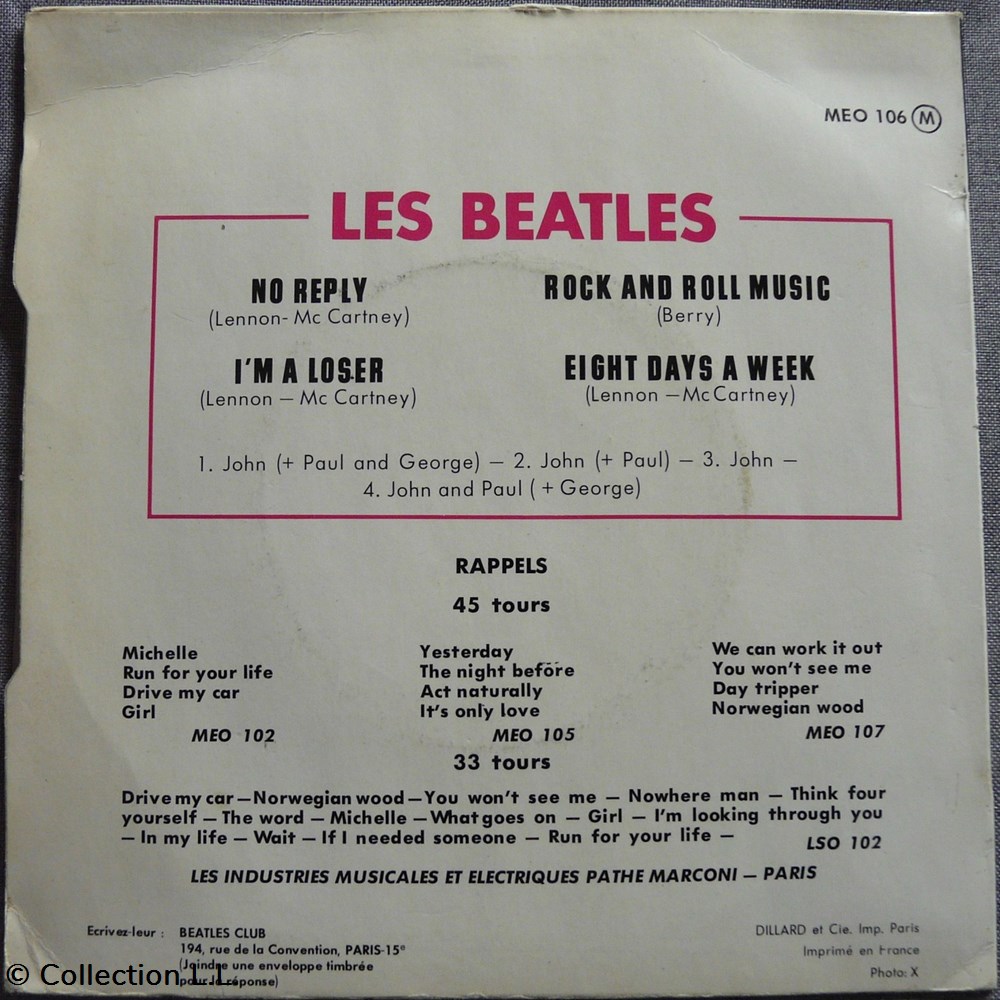 MEO 106 M
LES BEATLES
NO REPLY
(Lennon- Mc Cartney)
ROCK AND ROLL MUSIC
(Berry)
I'M A LOSER
(Lennon — Mc Cartney)
EIGHT DAYS A WEEK
(Lennon —McCartney)
1. John (+ Paul and George) — 2. John (+ Paul) — 3. John —
4. John and Paul ( + George)
RAPPELS
45 tours
Michelle
Run for your life
Drive my car
Girl
MEO 102
Yesterday
The night before
Act naturally
It's only love
MEO 105
We can work it out
You won't see me
Day tripper
Norwegian wood
MEO 107
33 tours
Drive my car — Norwegian wood — You won't see me — Nowhere man — Think four
yourself — The word — Michelle — What goes on — Girl — I'm looking through you
— In my life — Wait — If I needed someone — Run for your life —
LSO 102
LES INDUSTRIES MUSICALES ET ELECTRIQUES PATHE MARCONI — PARIS
Ecrivez-leur : BEATLES CLUB
194, rue de la Convention, PARIS-15e
(Joindre une enveloppe timbrée
pour la réponse)
DILLARD et Cie. Imp. Paris
Imprimé en France
Photo: X
© Collection L.L.